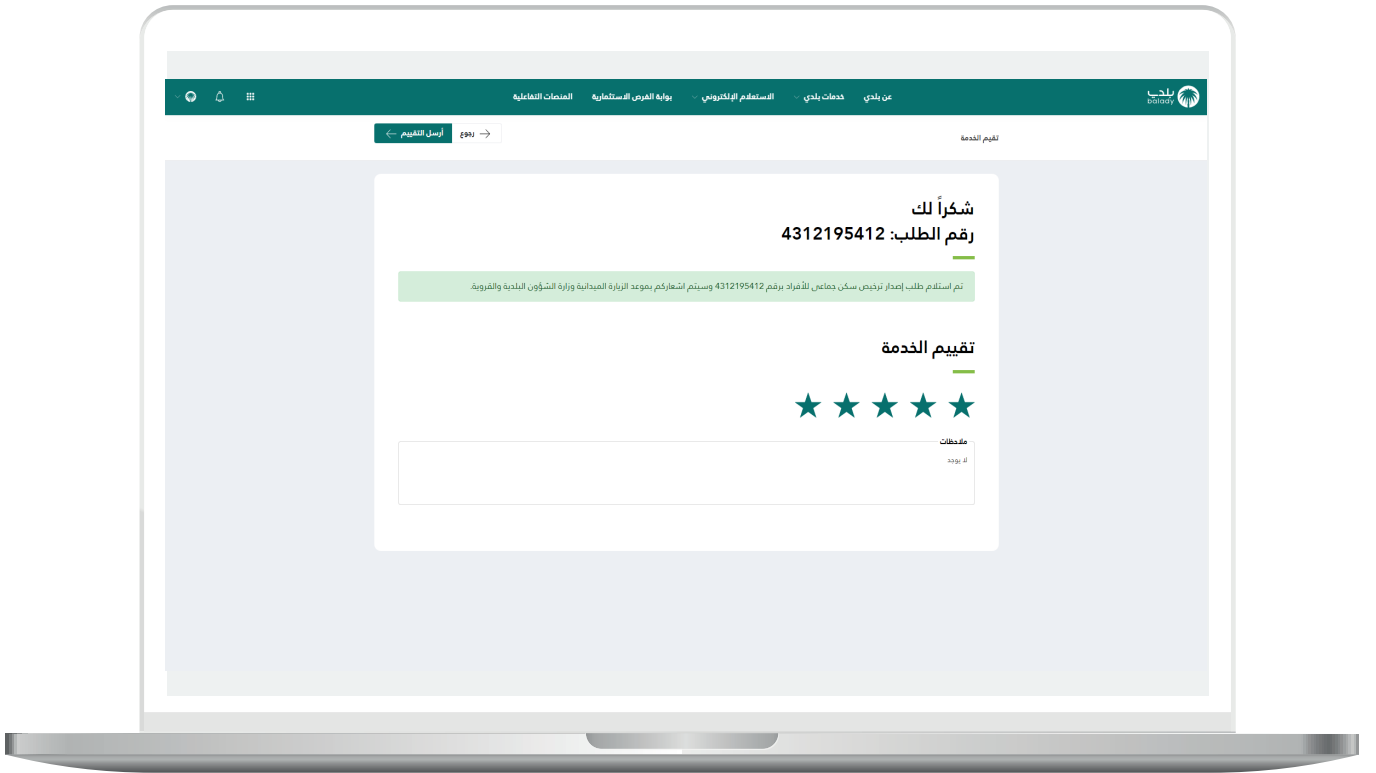 بلدي
balady
عن بلدي
خدمات بلدي
الاستعلام الإلكتروني
بوابة الفرص الاستثمارية
المنصات التفاعلية
تقيم الخدمة
رجوع
أرسل التقييم
شكراً لك
رقم الطلب: 4312195412
تم استلام طلب إصدار ترخيص سكن جماعي للأفراد برقم 4312195412 وسيتم اشعاركم بموعد الزيارة الميدانية وزارة الشؤون البلدية والقروية.
تقييم الخدمة
ملاحظات
لا يوجد